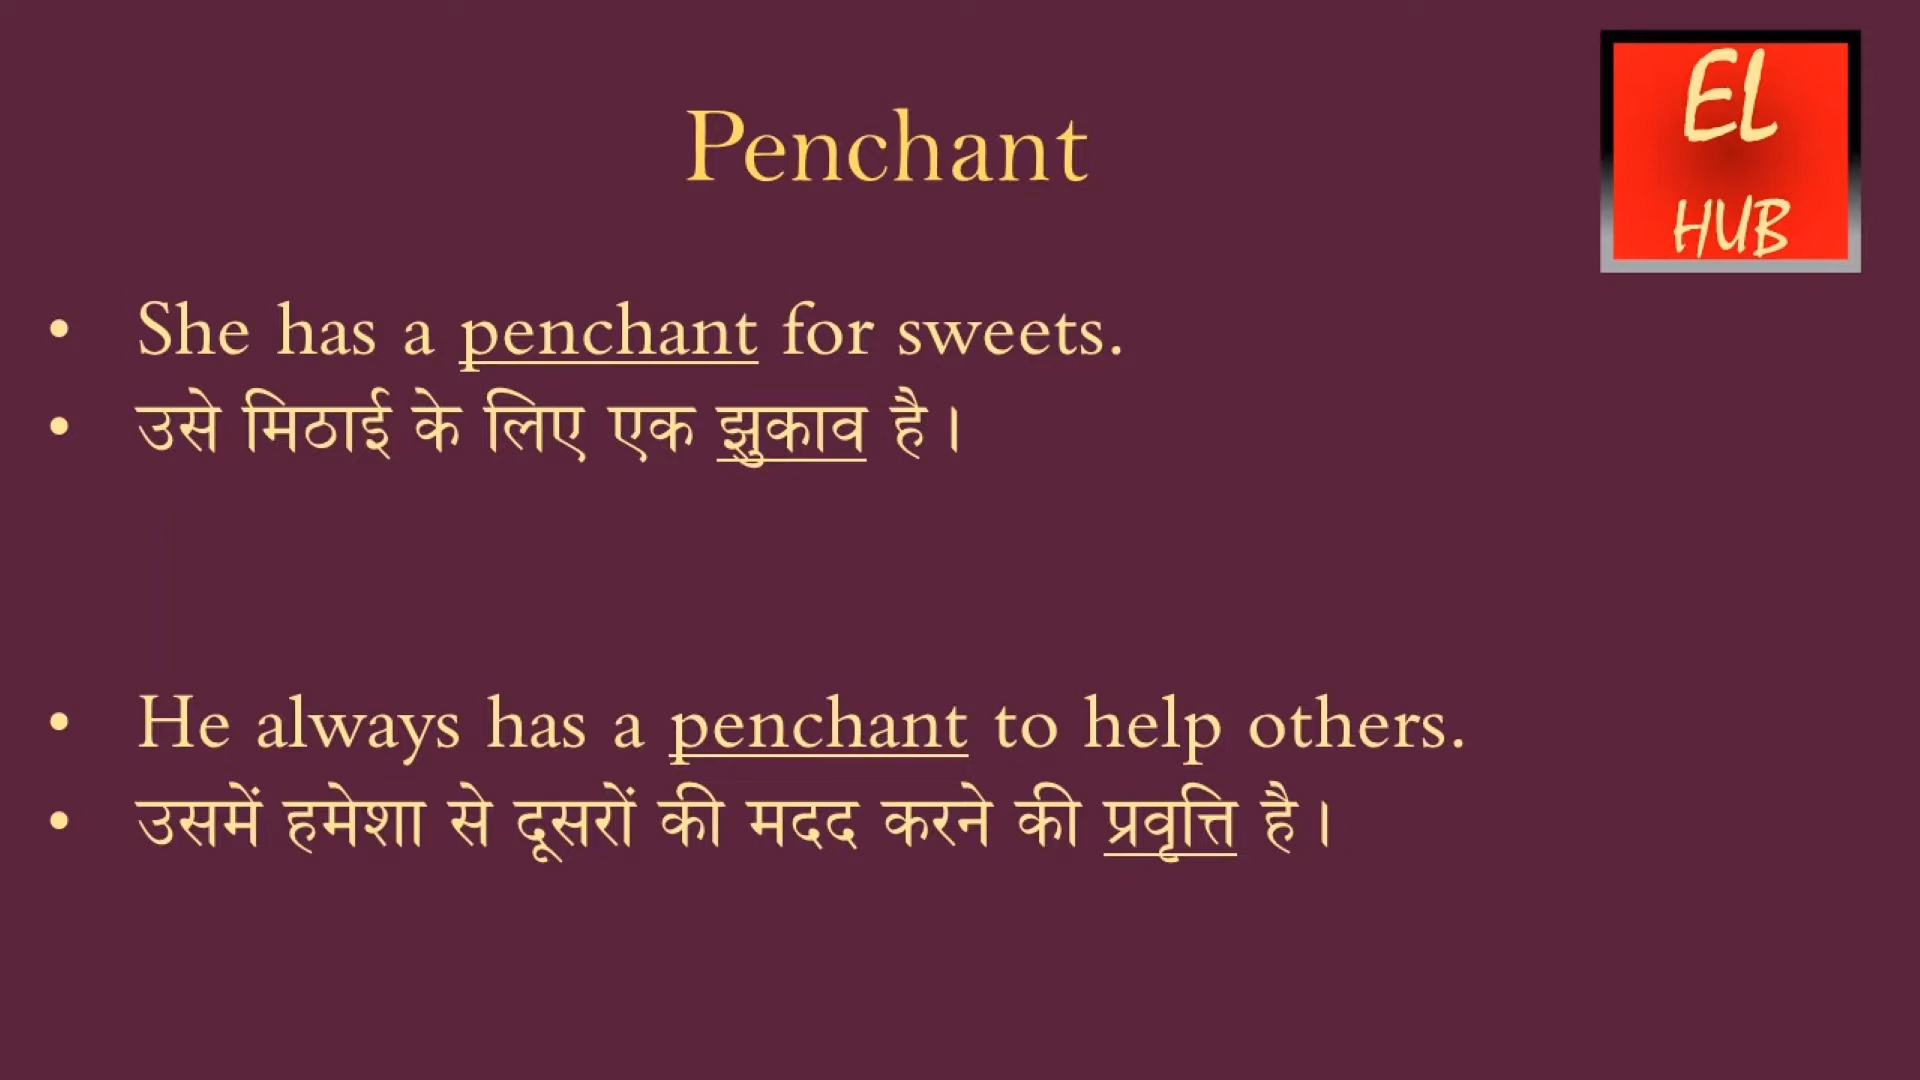 Penchant
EL
HUB
• She has a penchant for sweets.
• उसे मिठाई के लिए एक झुकाव है।
• He always has a penchant to help others.
• उसमें हमेशा से दूसरों की मदद करने की प्रवृत्ति है।